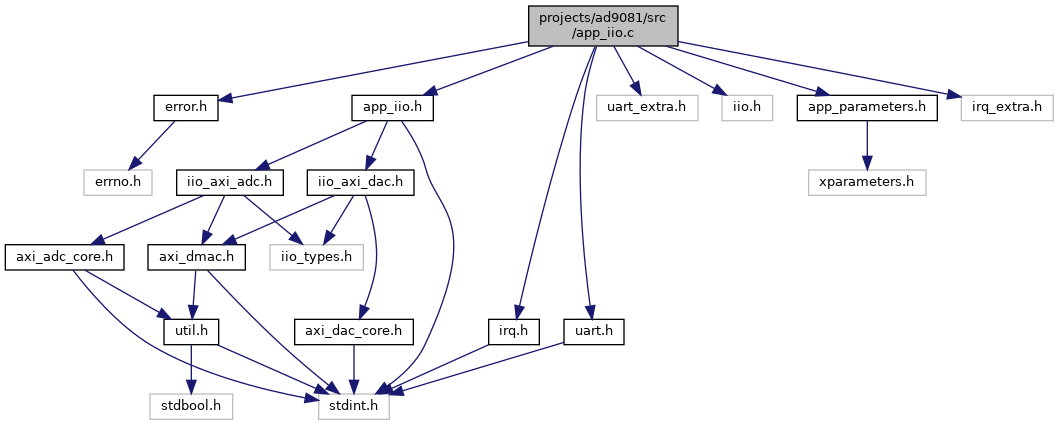 projects/ad9081/src
/app_iio.c
error.h
app_iio.h
uart_extra.h
iio.h
app_parameters.h
irq_extra.h
errno.h
iio_axi_adc.h
iio_axi_dac.h
xparameters.h
axi_adc_core.h
axi_dmac.h
iio_types.h
util.h
axi_dac_core.h
irq.h
uart.h
stdbool.h
stdint.h